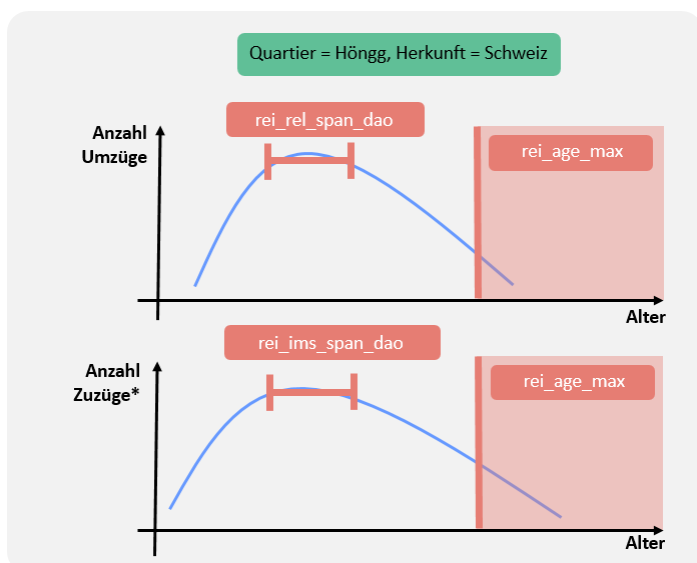 Quartier = Höngg, Herkunft = Schweiz
rei_rel_span_dao
Anzahl
Umzüge
rei_age_max
Alter
rei_ims_span_dao
Anzahl
Zuzüge*
rei_age_max
Alter